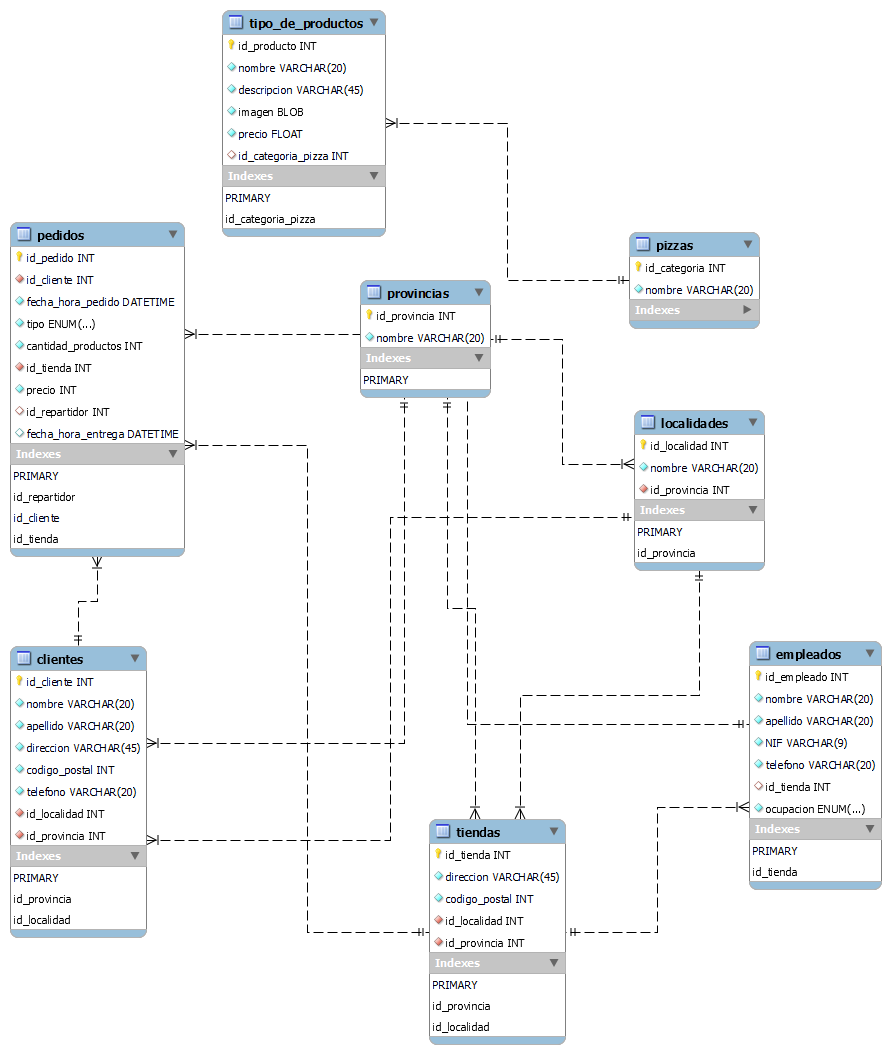 tipo_de_productos
id_producto INT
nombre VARCHAR(20)
descripcion VARCHAR(45)
imagen BLOB
precio FLOAT
id_categoria_pizza INT
Indexes
PRIMARY
id_categoria_pizza
pedidos
id_pedido INT
id_cliente INT
fecha_hora_pedido DATETIME
tipo ENUM(...)
cantidad_productos INT
id_tienda INT
precio INT
id_repartidor INT
fecha_hora_entrega DATETIME
Indexes
PRIMARY
id_repartidor
id_cliente
id_tienda
pizzas
id_categoria INT
nombre VARCHAR(20)
Indexes
provincias
id_provincia INT
nombre VARCHAR(20)
Indexes
PRIMARY
localidades
id_localidad INT
nombre VARCHAR(20)
id_provincia INT
Indexes
PRIMARY
id_provincia
clientes
id_cliente INT
nombre VARCHAR(20)
apellido VARCHAR(20)
direccion VARCHAR(45)
codigo_postal INT
telefono VARCHAR(20)
id_localidad INT
id_provincia INT
Indexes
PRIMARY
id_provincia
id_localidad
empleados
id_empleado INT
nombre VARCHAR(20)
apellido VARCHAR(20)
NIF VARCHAR(9)
telefono VARCHAR(20)
id_tienda INT
ocupacion ENUM(...)
Indexes
PRIMARY
id_tienda
tiendas
id_tienda INT
direccion VARCHAR(45)
codigo_postal INT
id_localidad INT
id_provincia INT
Indexes
PRIMARY
id_provincia
id_localidad